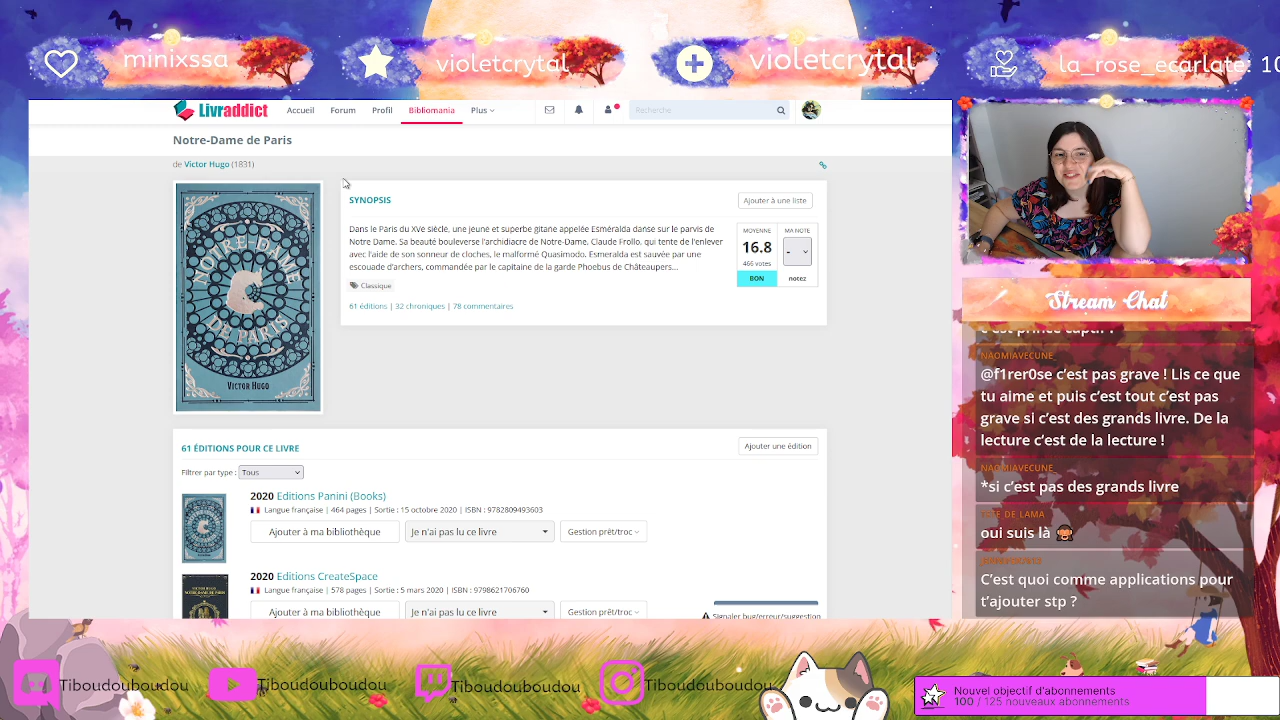 minixssa
violetcrytal
violetcrytal
la_rose_ecarlate: 10
Livraddict
Accueil
Forum
Profil
Bibliomania
Plus
Recherche
Notre-Dame de Paris
de Victor Hugo (1831)
NOTRE-DAME
DE PARIS
VICTOR HUGO
SYNOPSIS
Ajouter à une liste
Dans le Paris du XVe siècle, une jeune et superbe gitane appelée Esméralda danse sur le parvis de
Notre Dame. Sa beauté bouleverse l'archidiacre de Notre-Dame, Claude Frollo, qui tente de l'enlever
avec l'aide de son sonneur de cloches, le malformé Quasimodo. Esmeralda est sauvée par une
escouade d'archers, commandée par le capitaine de la garde Phoebus de Châteaupers...
MOYENNE
16.8
466 votes
BON
MA NOTE
-
notez
Classique
61 éditions | 32 chroniques | 78 commentaires
61 ÉDITIONS POUR CE LIVRE
Ajouter une édition
Filtrer par type : Tous
2020 Editions Panini (Books)
Langue française | 464 pages | Sortie : 15 octobre 2020 | ISBN : 9782809493603
Ajouter à ma bibliothèque
Je n'ai pas lu ce livre
Gestion prêt/troc
2020 Editions CreateSpace
Langue française | 578 pages | Sortie : 5 mars 2020 | ISBN : 9798621706760
Ajouter à ma bibliothèque
Je n'ai pas lu ce livre
Gestion prêt/troc
Signaler bug/erreur/suggestion
Stream Chat
NAOMIAVECUNE_
@f1rer0se c'est pas grave ! Lis ce que
tu aime et puis c'est tout c'est pas
grave si c'est des grands livre. De la
lecture c'est de la lecture !
NAOMIAVECUNE_
*si c'est pas des grands livre
oui suis là 🙈
C'est quoi comme applications pour
t'ajouter stp ?
Tiboudouboudou
Tiboudouboudou
Tiboudouboudou
Tiboudouboudou
Nouvel objectif d'abonnements
100 / 125 nouveaux abonnements